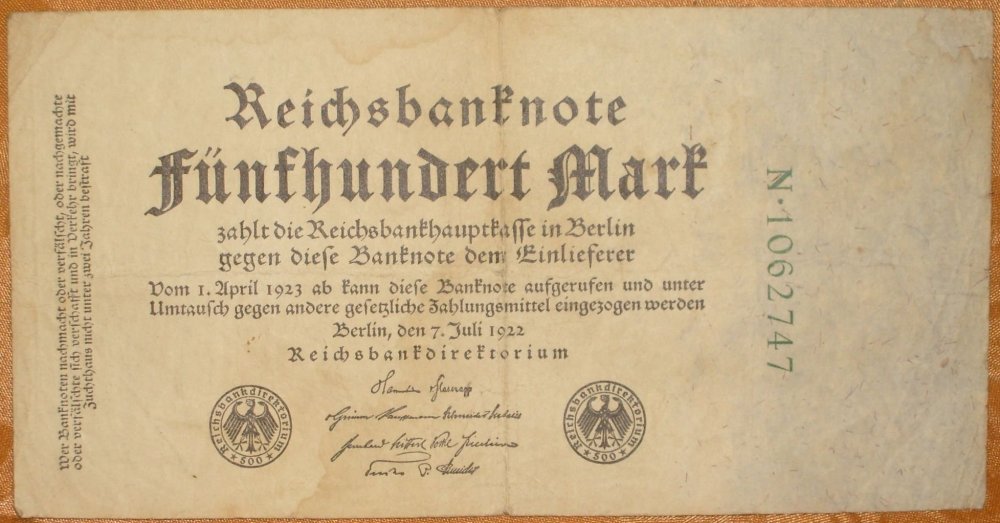 Reichsbanknote
Fünfhundert Mark
zahlt die Reichsbankhauptkasse in Berlin
gegen diese Banknote dem Einlieferer
Vom 1. April 1923 ab kann diese Banknote aufgerufen und unter
Umtausch gegen andere gesetzliche Zahlungsmittel eingezogen werden
Berlin, den 7. Juli 1922
Reichsbankdirektorium
Reichsbankdirektorium
500
Reichsbankdirektorium
500
Wer Banknoten nachmacht oder verfälscht, oder nachgemachte
oder verfälschte sich verschafft und in Verkehr bringt, wird mit
Zuchthaus nicht unter zwei Jahren bestraft
N·1062747